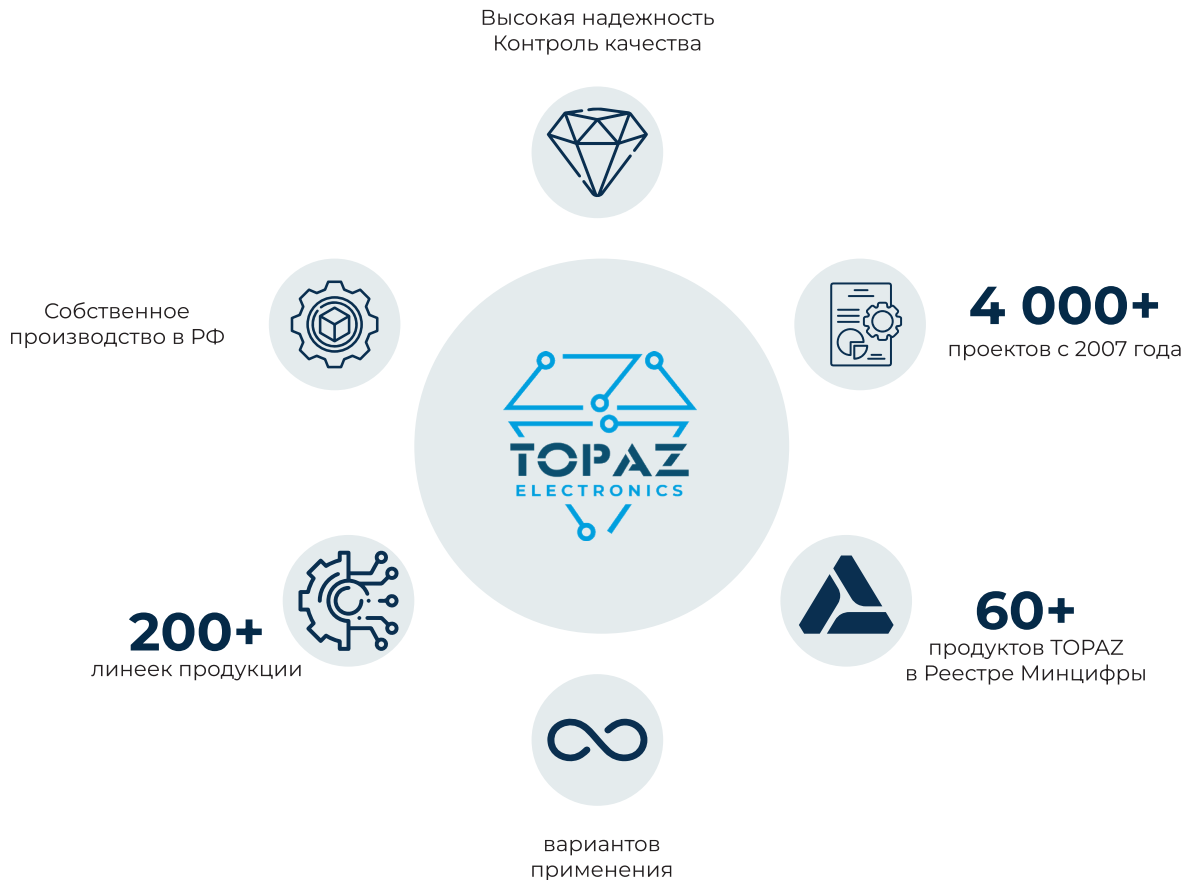 Высокая надежность
Контроль качества
Собственное
производство в РФ
4 000+
проектов с 2007 года
TOPAZ
ELECTRONICS
200+
линеек продукции
60+
продуктов TOPAZ
в Реестре Минцифры
вариантов
применения